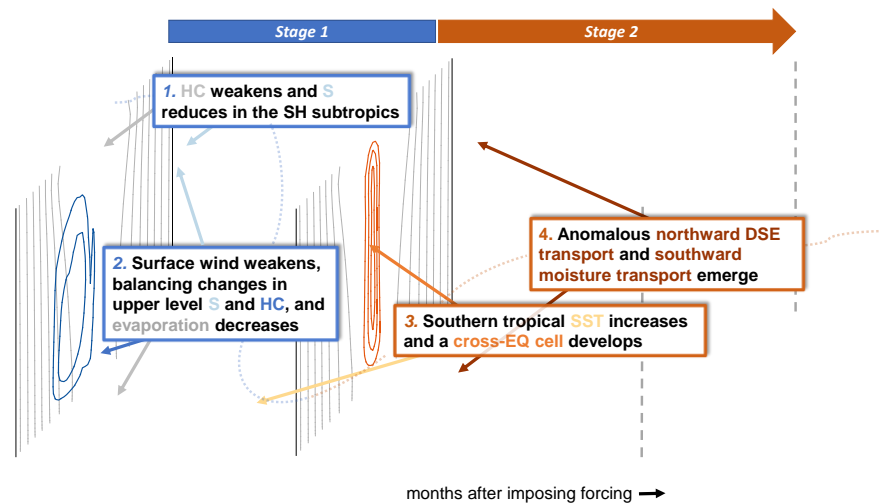 Stage 1
Stage 2
1. HC weakens and S
reduces in the SH subtropics
2. Surface wind weakens,
balancing changes in
upper level S and HC, and
evaporation decreases
4. Anomalous northward DSE
transport and southward
moisture transport emerge
3. Southern tropical SST increases
and a cross-EQ cell develops
months after imposing forcing